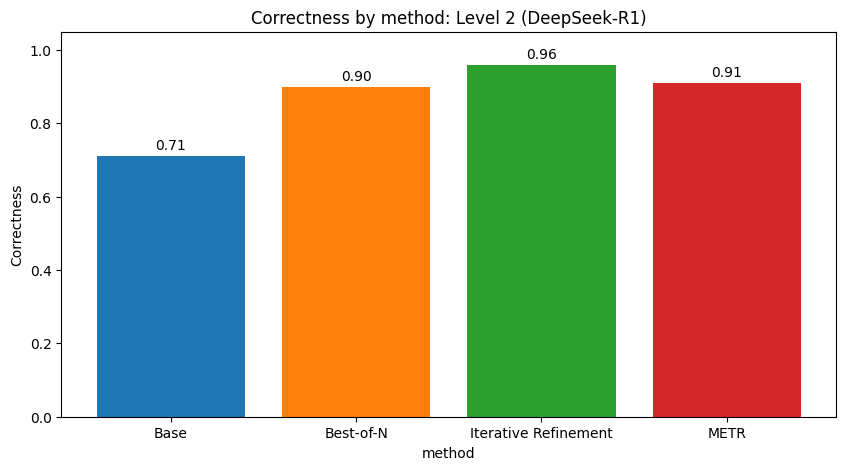 Correctness by method: Level 2 (DeepSeek-R1)
1.0
0.8
0.6
0.4
0.2
0.0
Correctness
0.71
0.90
0.96
0.91
Base
Best-of-N
Iterative Refinement
METR
method